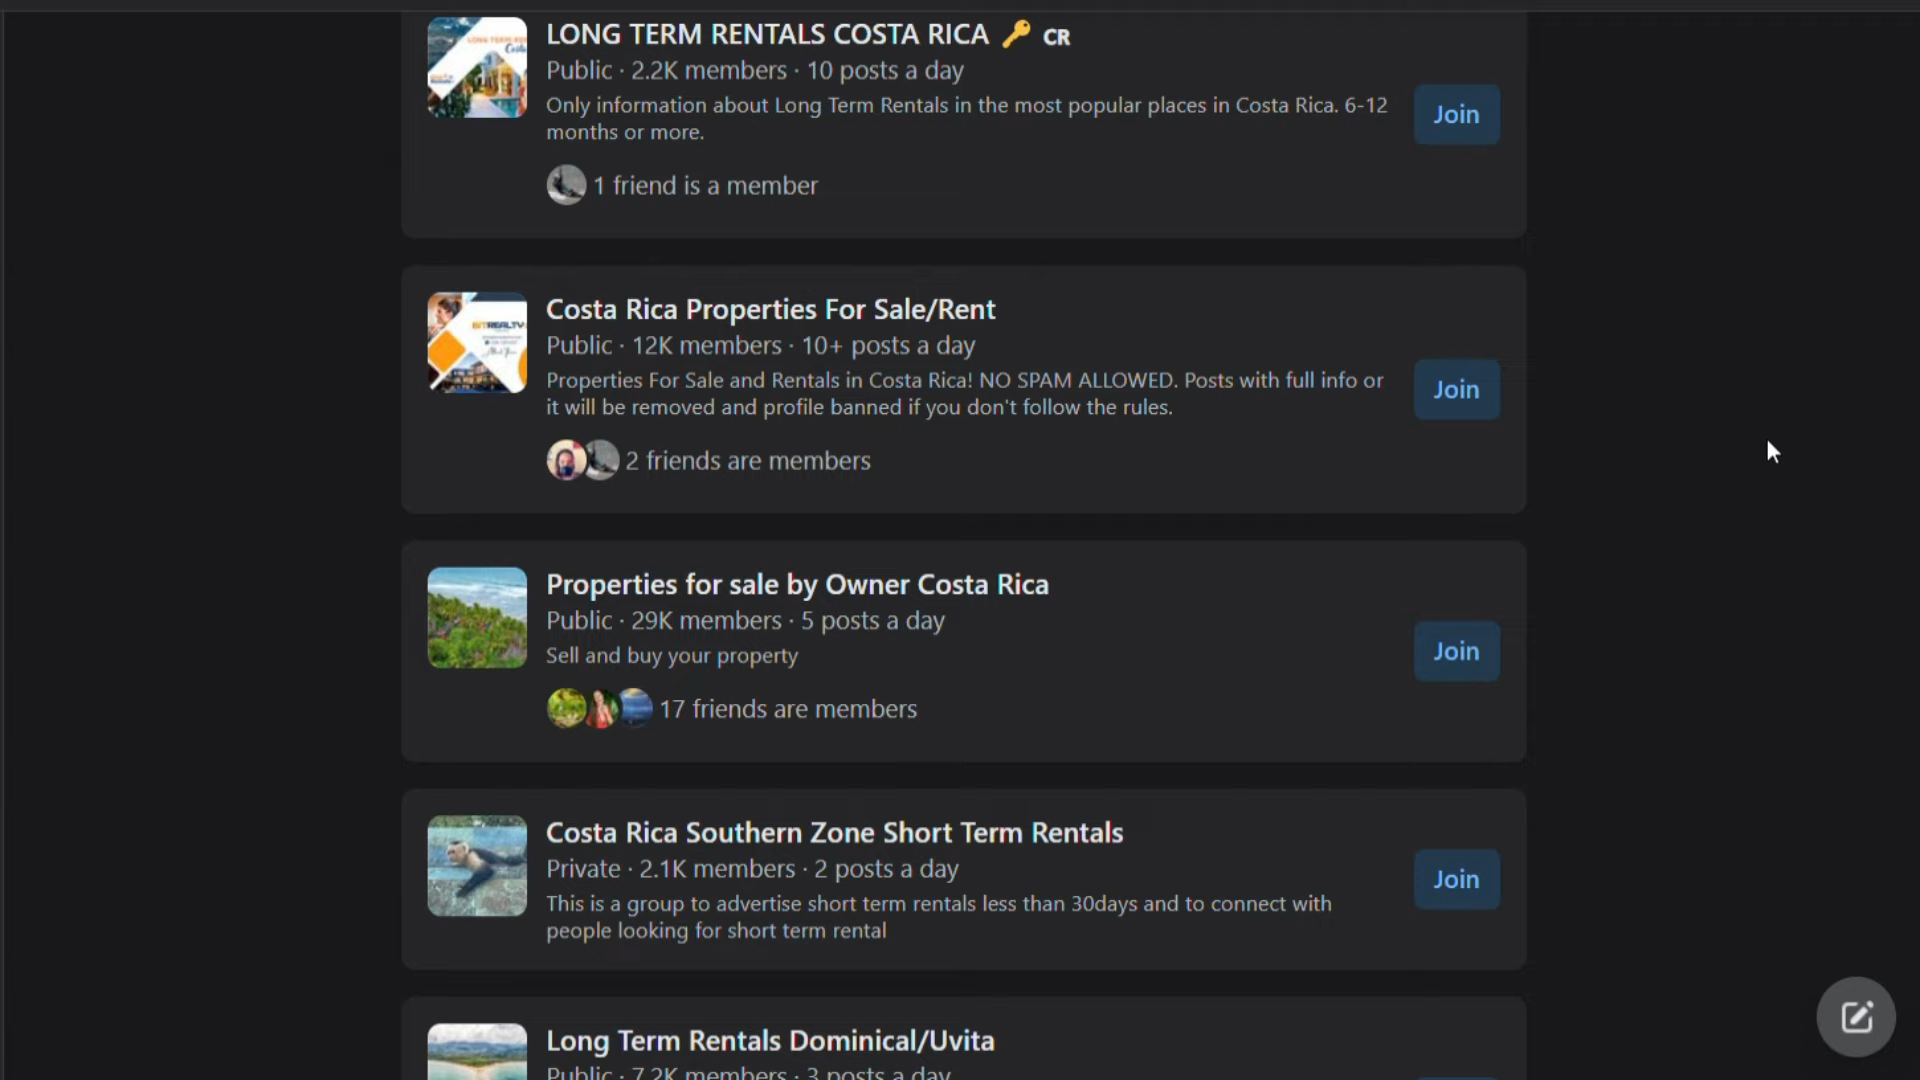 LONG TERM RENTALS COSTA RICA 🔑 CR
Public · 2.2K members · 10 posts a day
Only information about Long Term Rentals in the most popular places in Costa Rica. 6-12
months or more.
Join
1 friend is a member
Costa Rica Properties For Sale/Rent
Public · 12K members · 10+ posts a day
Properties For Sale and Rentals in Costa Rica! NO SPAM ALLOWED. Posts with full info or
it will be removed and profile banned if you don't follow the rules.
Join
2 friends are members
Properties for sale by Owner Costa Rica
Public · 29K members · 5 posts a day
Sell and buy your property
Join
17 friends are members
Costa Rica Southern Zone Short Term Rentals
Private · 2.1K members · 2 posts a day
This is a group to advertise short term rentals less than 30days and to connect with
people looking for short term rental
Join
Long Term Rentals Dominical/Uvita
Public · 7.2K members · 3 posts a day